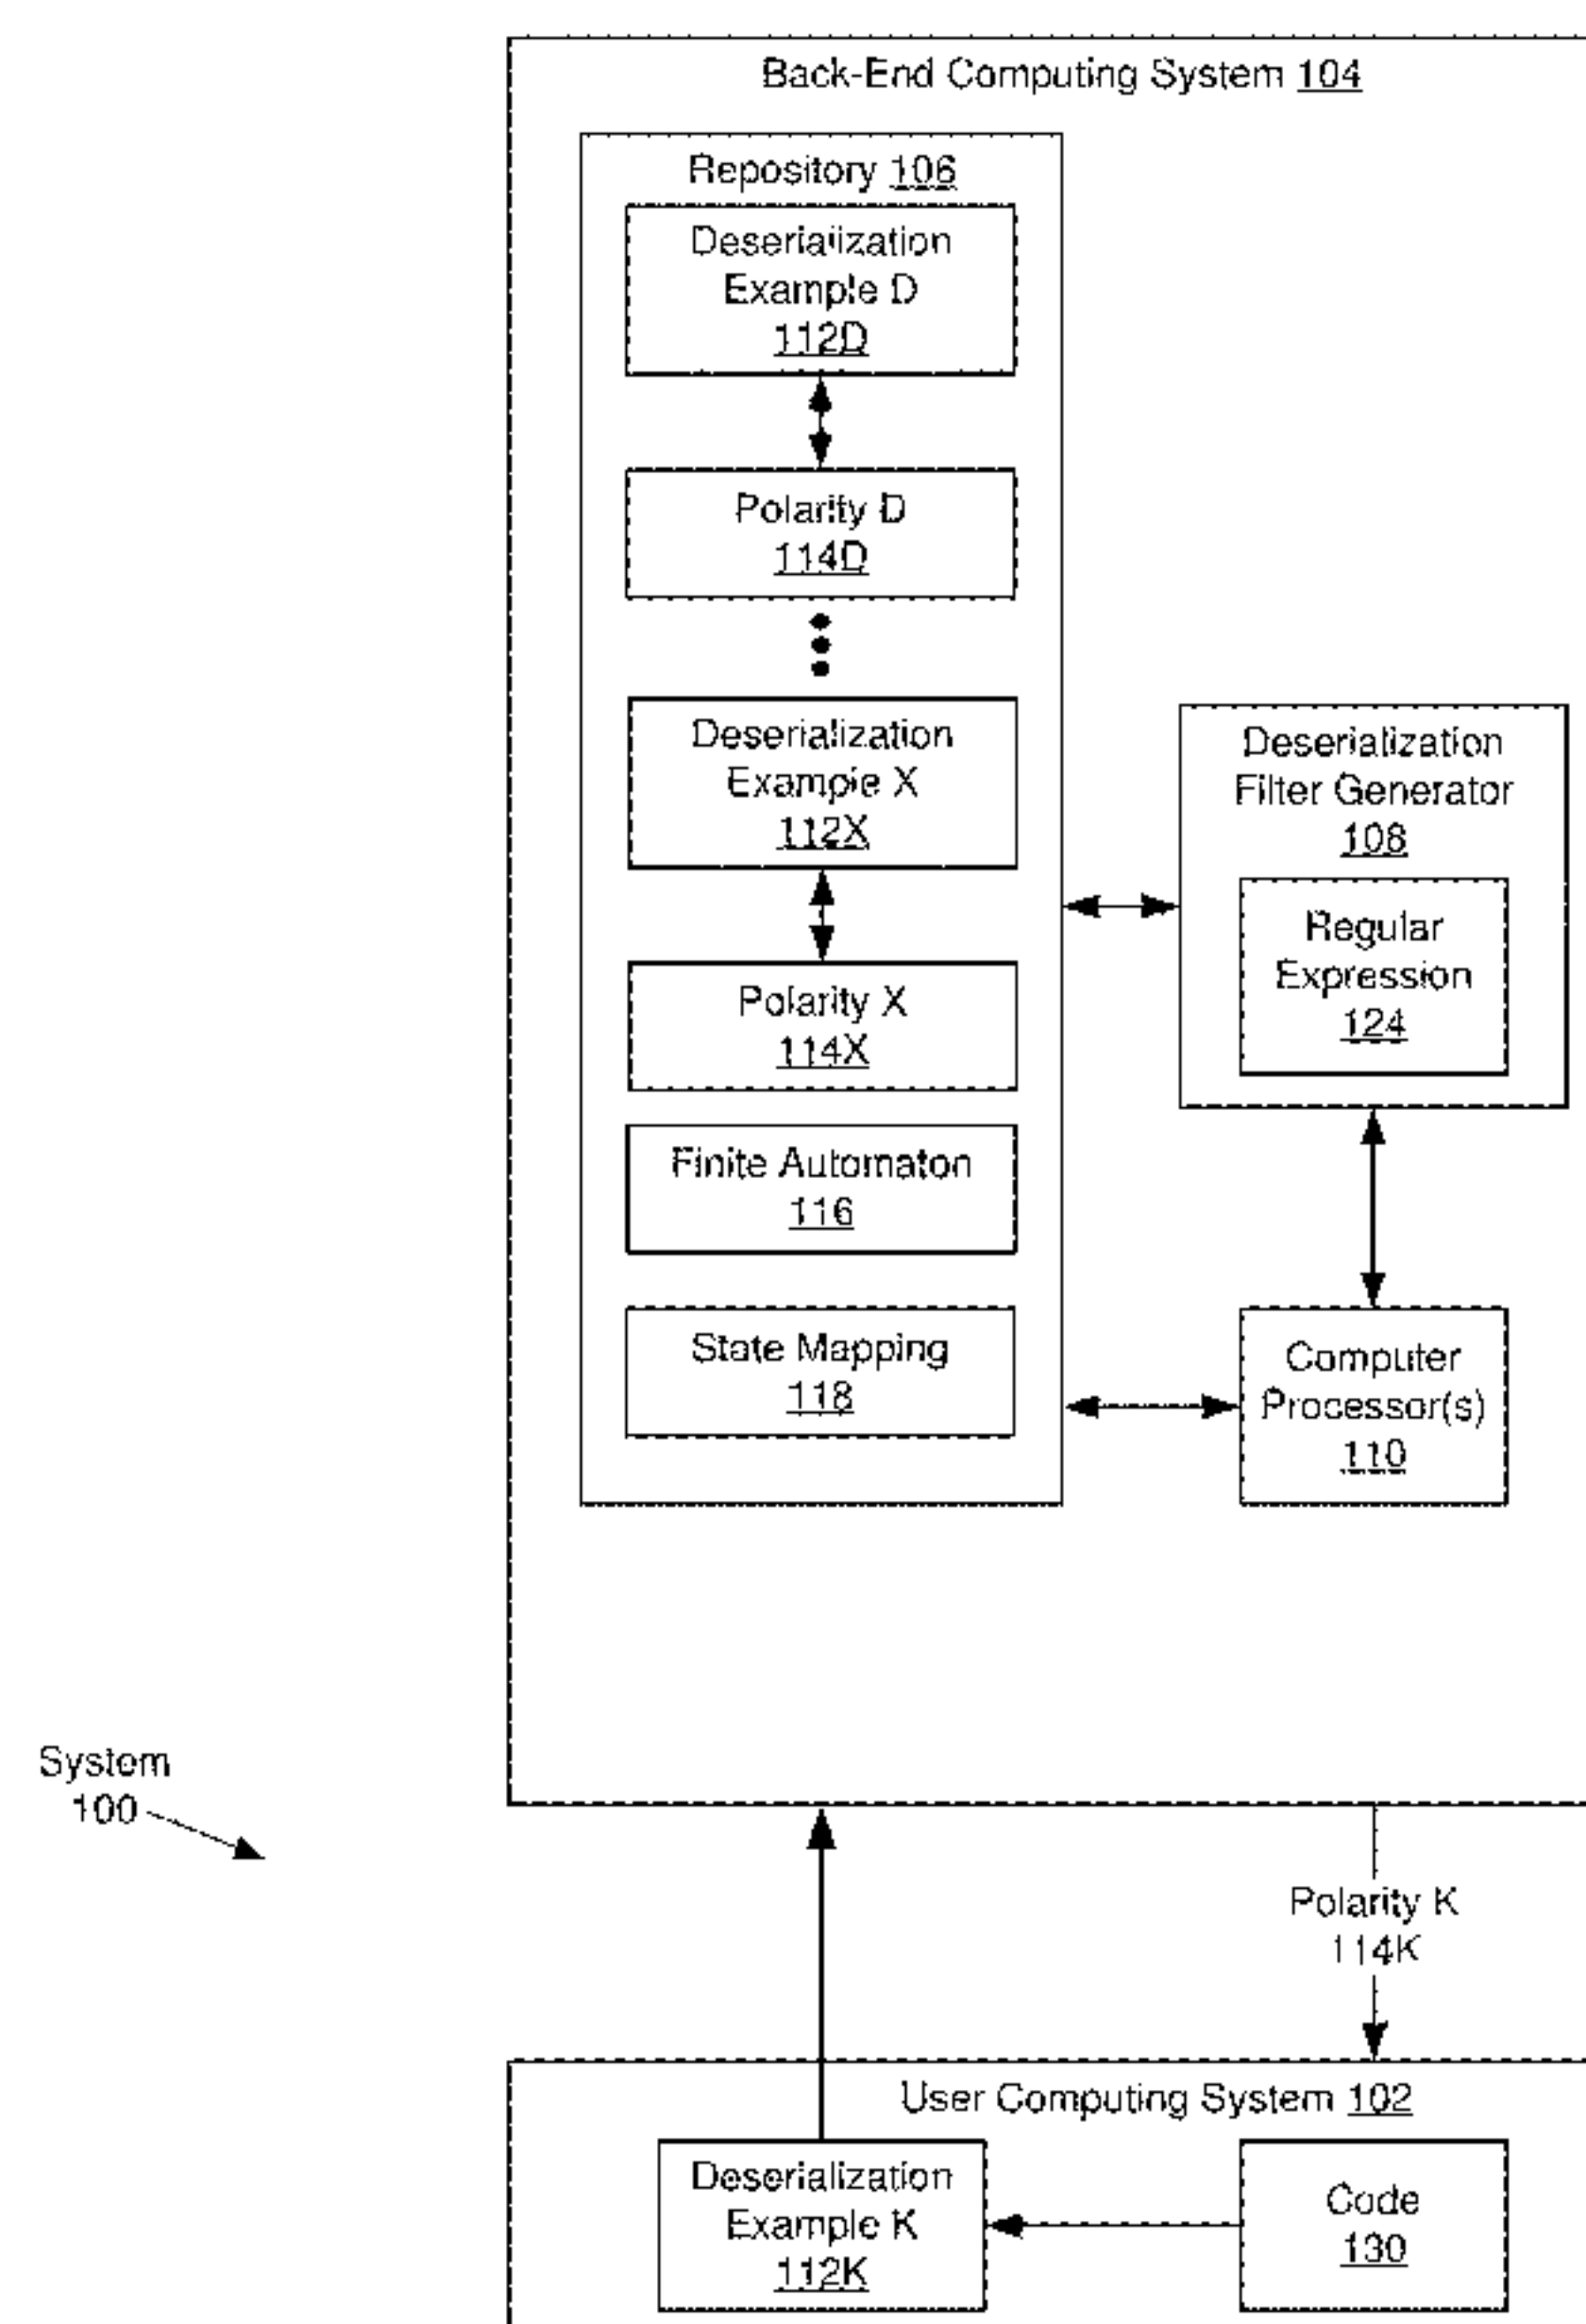 Back-End Computing System 104
Repository 106
Deserialization
Example D
112D
Polarity D
114D
Deserialization
Example X
112X
Polarity X
114X
Finite Automaton
116
State Mapping
118
Deserialization
Filter Generator
108
Regular
Expression
124
Computer
Processor(s)
110
System
100
Polarity K
114K
User Computing System 102
Deserialization
Example K
112K
Code
130